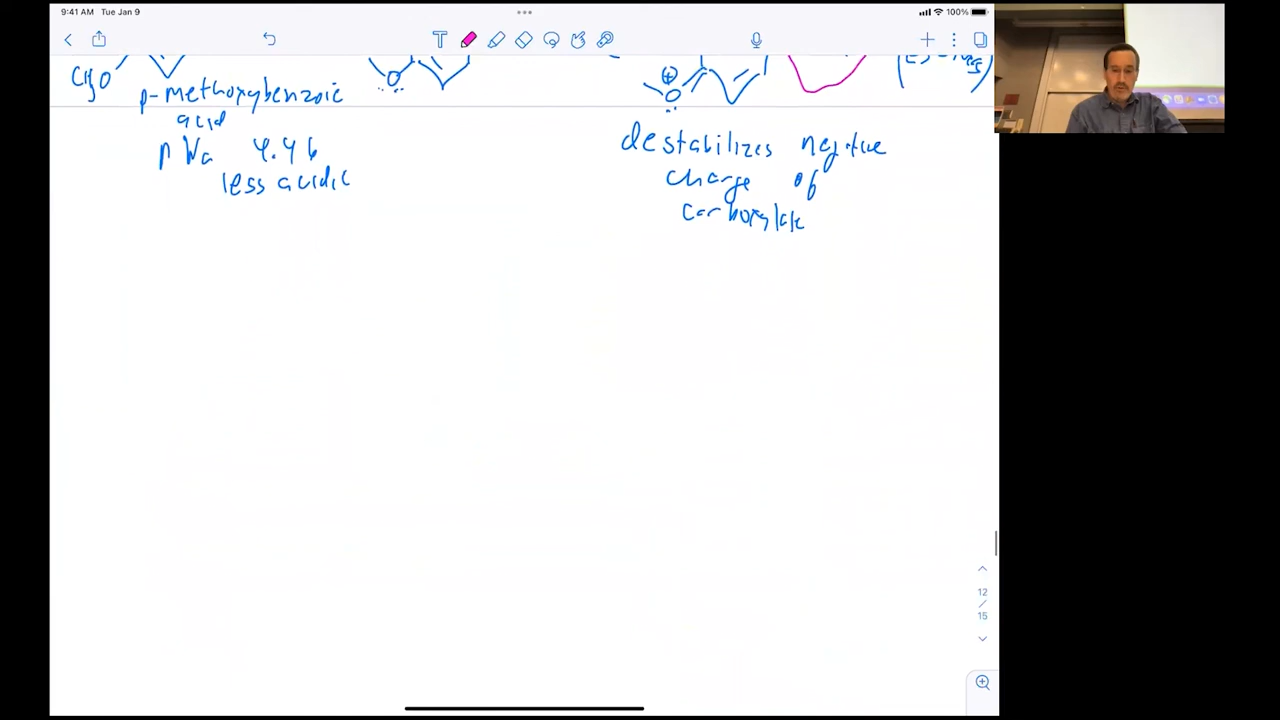 9:41 AM Tue Jan 9
100%
CH3O
p-methoxybenzoic
acid
pKa 4.46
less acidic
O
⊕
O
destabilizes negative
charge of
carboxylate
12
/
15